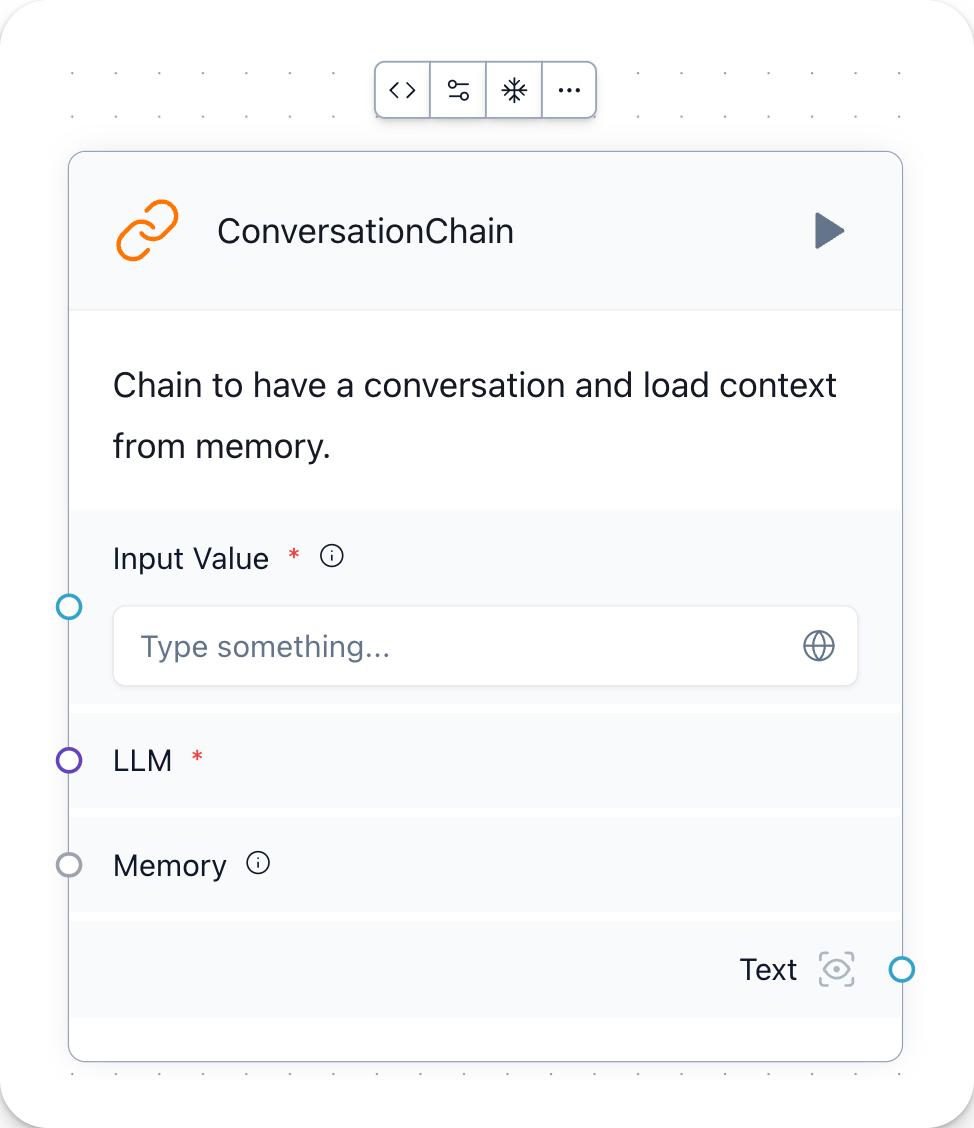 ConversationChain
Chain to have a conversation and load context
from memory.
Input Value *
Type something...
LLM *
Memory
Text